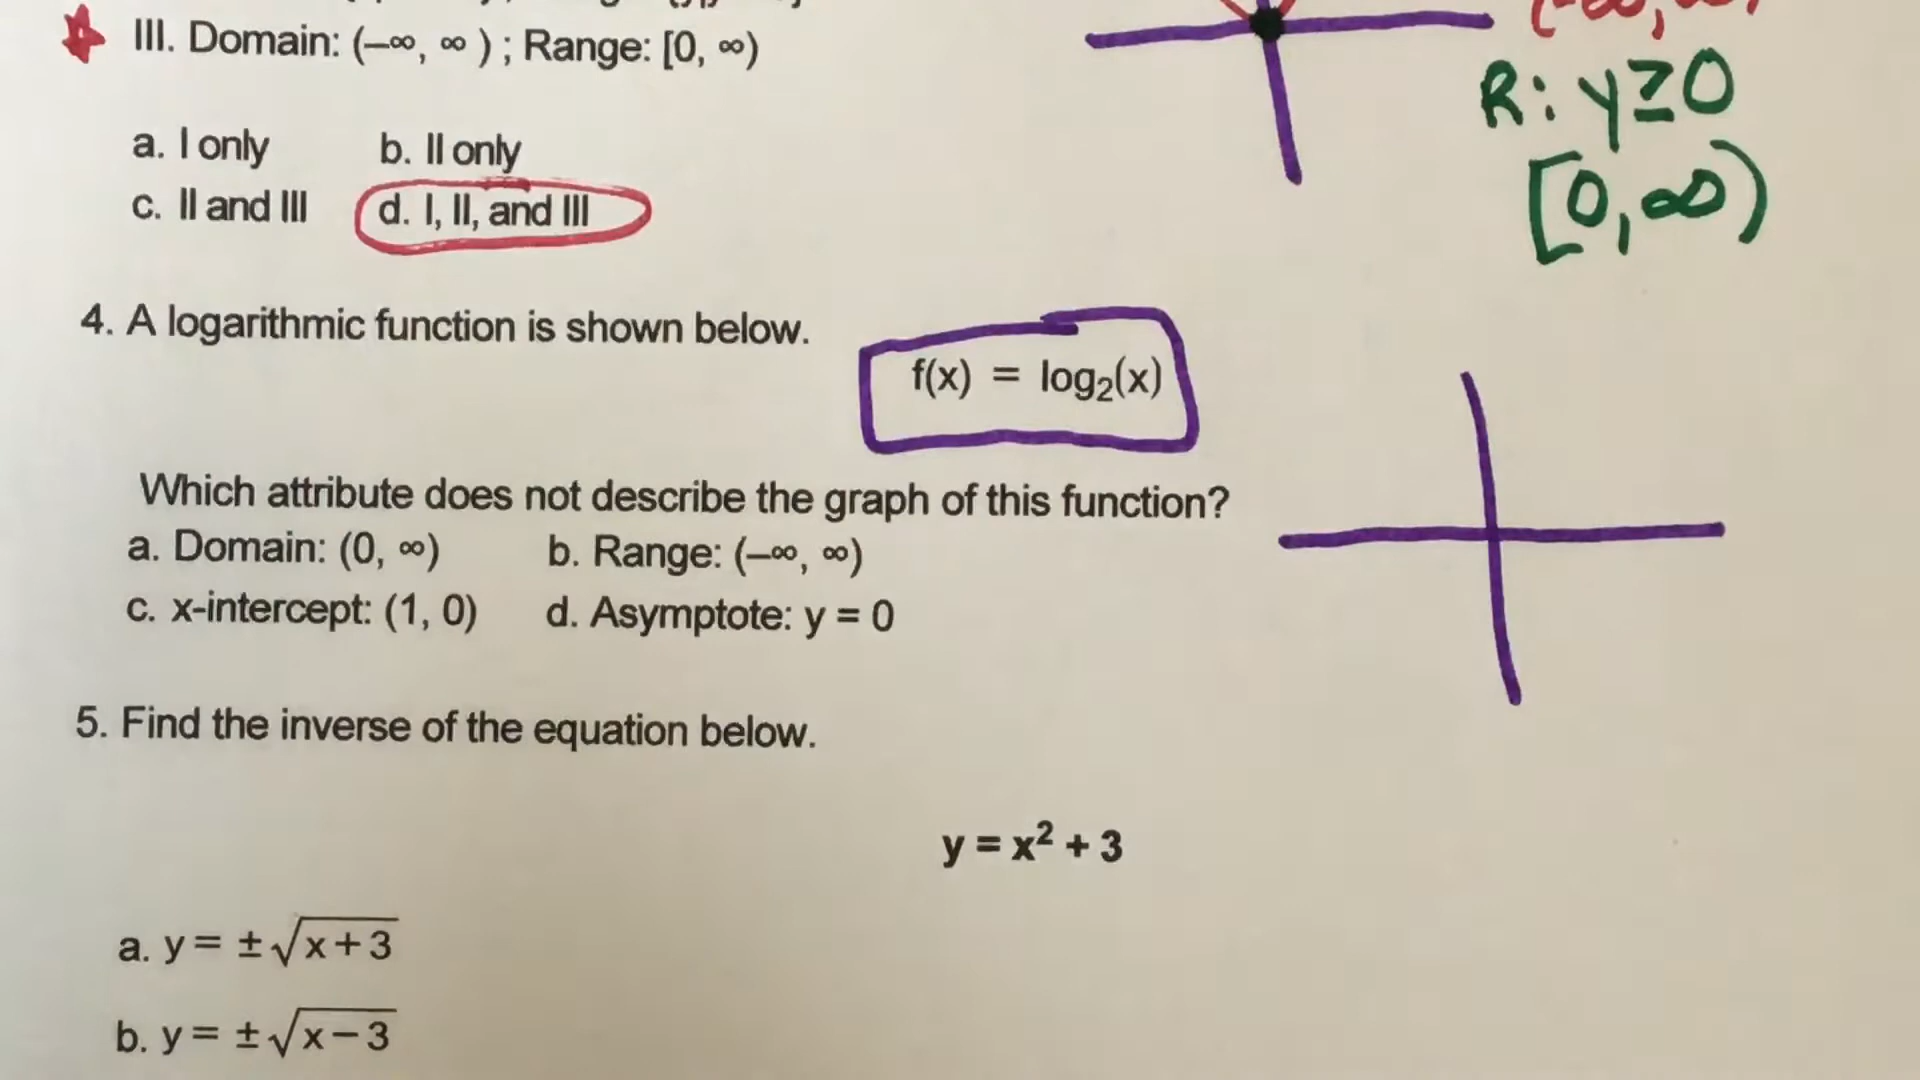 III. Domain: (–∞, ∞ ) ; Range: [0, ∞)
R: y≥0
[0,∞)
a. I only b. II only
c. II and III d. I, II, and III
4. A logarithmic function is shown below.
f(x) = log₂(x)
Which attribute does not describe the graph of this function?
a. Domain: (0, ∞) b. Range: (–∞, ∞)
c. x-intercept: (1, 0) d. Asymptote: y = 0
5. Find the inverse of the equation below.
y = x² + 3
a. y = ± √x+3
b. y = ± √x−3